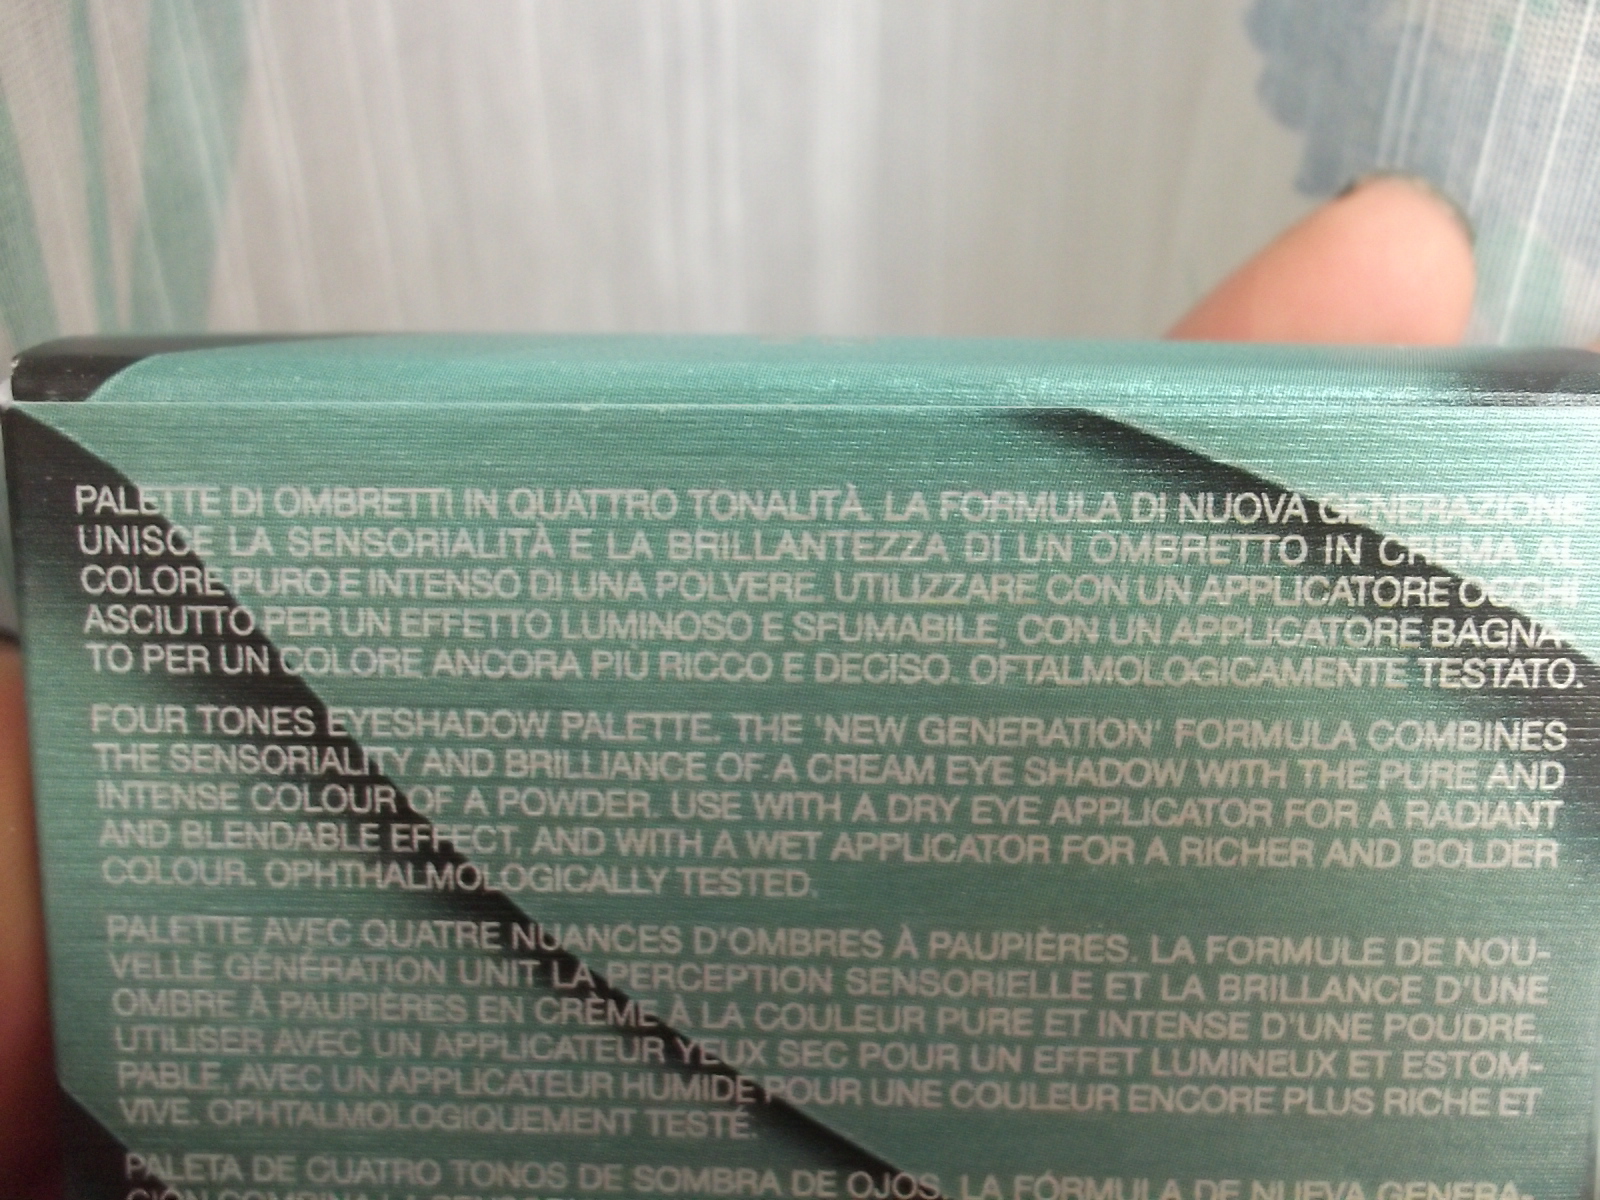 PALETTE DI OMBRETTI IN QUATTRO TONALITÀ. LA FORMULA DI NUOVA GENERAZIONE
UNISCE LA SENSORIALITÀ E LA BRILLANTEZZA DI UN OMBRETTO IN CREMA AL
COLORE PURO E INTENSO DI UNA POLVERE. UTILIZZARE CON UN APPLICATORE OCCHI
ASCIUTTO PER UN EFFETTO LUMINOSO E SFUMABILE, CON UN APPLICATORE BAGNA-
TO PER UN COLORE ANCORA PIÙ RICCO E DECISO. OFTALMOLOGICAMENTE TESTATO.
FOUR TONES EYESHADOW PALETTE. THE 'NEW GENERATION' FORMULA COMBINES
THE SENSORIALITY AND BRILLIANCE OF A CREAM EYE SHADOW WITH THE PURE AND
INTENSE COLOUR OF A POWDER. USE WITH A DRY EYE APPLICATOR FOR A RADIANT
AND BLENDABLE EFFECT, AND WITH A WET APPLICATOR FOR A RICHER AND BOLDER
COLOUR. OPHTHALMOLOGICALLY TESTED.
PALETTE AVEC QUATRE NUANCES D'OMBRES À PAUPIÈRES. LA FORMULE DE NOU-
VELLE GÉNÉRATION UNIT LA PERCEPTION SENSORIELLE ET LA BRILLANCE D'UNE
OMBRE À PAUPIÈRES EN CRÈME À LA COULEUR PURE ET INTENSE D'UNE POUDRE.
UTILISER AVEC UN APPLICATEUR YEUX SEC POUR UN EFFET LUMINEUX ET ESTOM-
PABLE, AVEC UN APPLICATEUR HUMIDE POUR UNE COULEUR ENCORE PLUS RICHE ET
VIVE. OPHTALMOLOGIQUEMENT TESTÉ.
PALETA DE CUATRO TONOS DE SOMBRA DE OJOS. LA FÓRMULA DE NUEVA GENERA-
CIÓN COMBINA LA